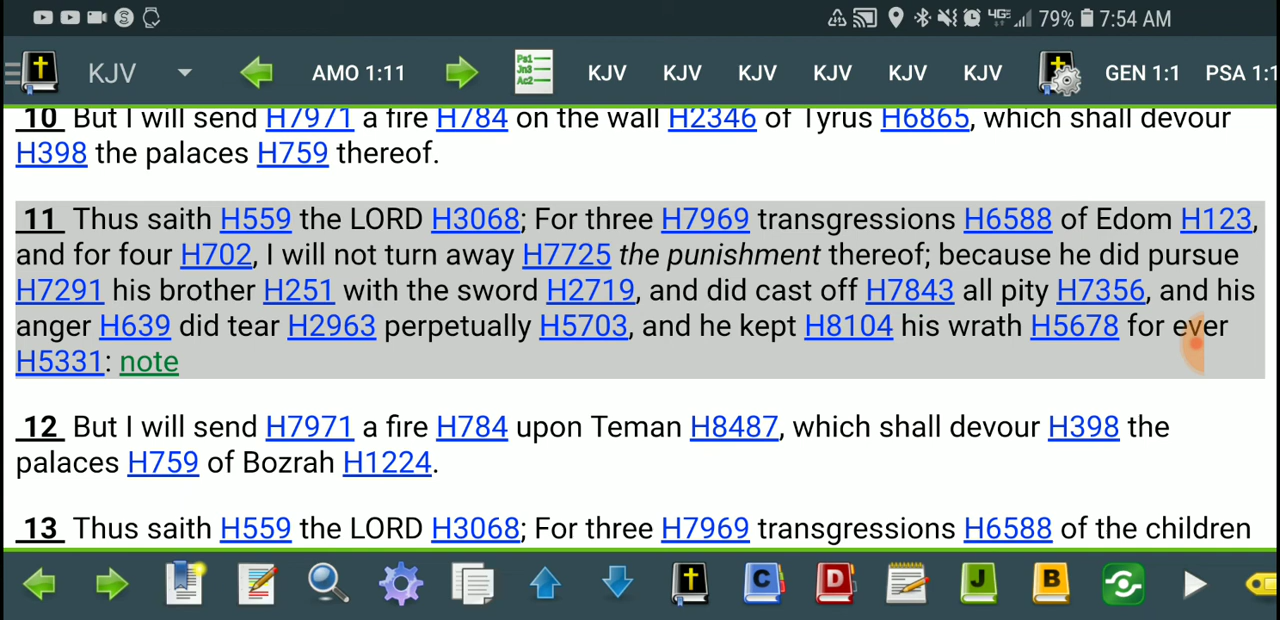 79% 7:54 AM
KJV AMO 1:11 KJV KJV KJV KJV KJV KJV GEN 1:1 PSA 1:1
10 But I will send H7971 a fire H784 on the wall H2346 of Tyrus H6865, which shall devour
H398 the palaces H759 thereof.
11 Thus saith H559 the LORD H3068; For three H7969 transgressions H6588 of Edom H123,
and for four H702, I will not turn away H7725 the punishment thereof; because he did pursue
H7291 his brother H251 with the sword H2719, and did cast off H7843 all pity H7356, and his
anger H639 did tear H2963 perpetually H5703, and he kept H8104 his wrath H5678 for ever
H5331: note
12 But I will send H7971 a fire H784 upon Teman H8487, which shall devour H398 the
palaces H759 of Bozrah H1224.
13 Thus saith H559 the LORD H3068; For three H7969 transgressions H6588 of the children
C D J B